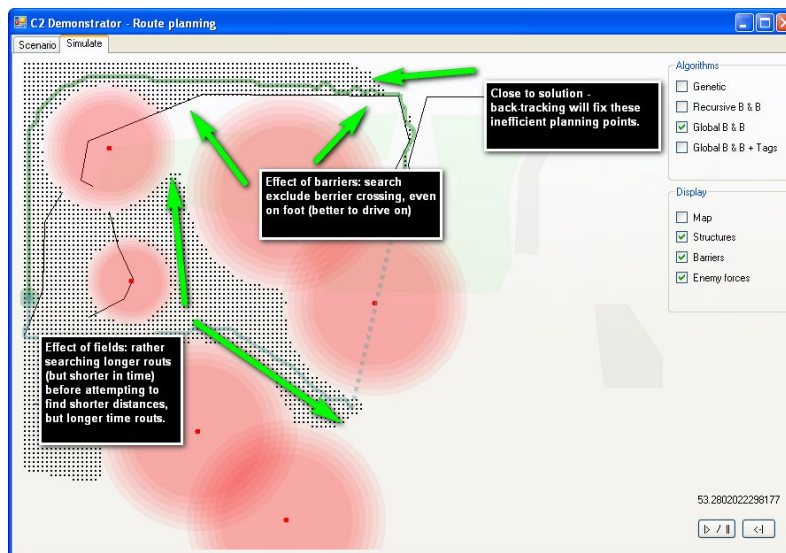 C2 Demonstrator - Route planning
Scenario
Simulate
Algorithms
Genetic
Recursive B & B
Global B & B
Global B & B + Tags
Close to solution -
back-tracking will fix these
inefficient planning points.
Effect of barriers: search
exclude berrier crossing, even
on foot (better to drive on)
Display
Map
Structures
Barriers
Enemy forces
Effect of fields: rather
searching longer routs
(but shorter in time)
before attempting to
find shorter distances,
but longer time routs.
53.2802022298177
▷ / ||
<-|